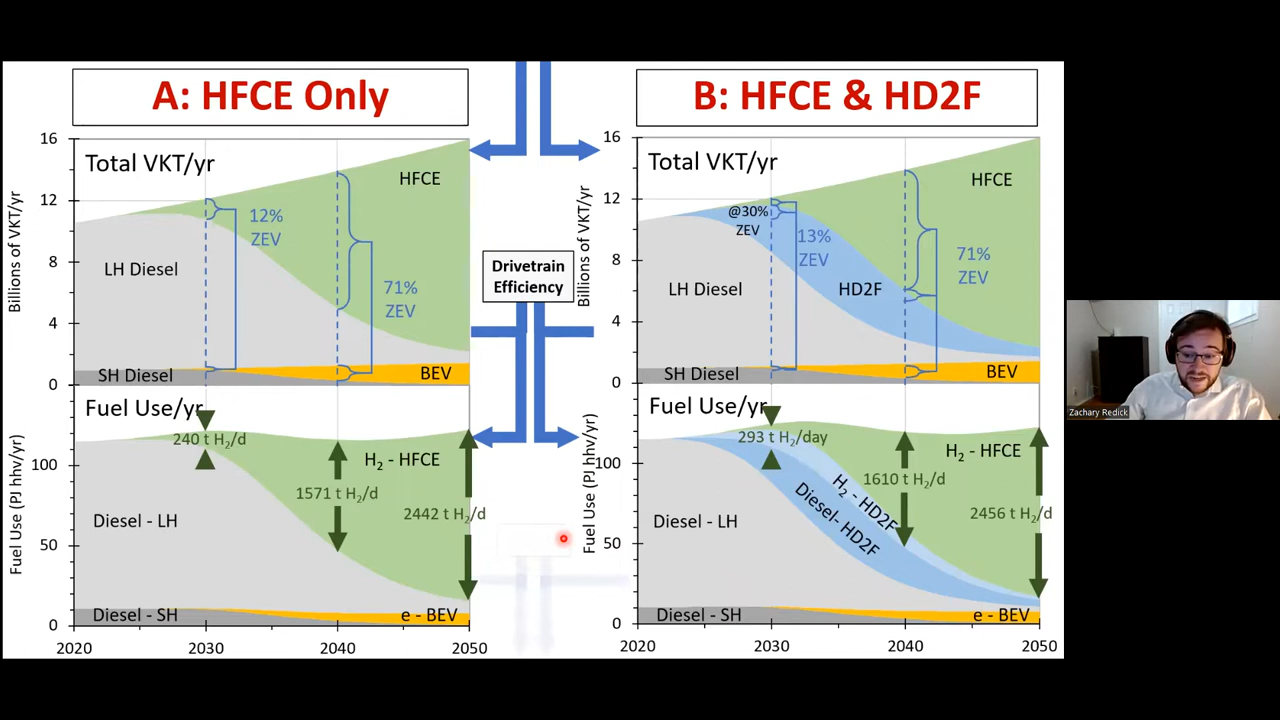 A: HFCE Only
16
12
8
4
0
Billions of VKT/yr
Total VKT/yr
HFCE
12%
ZEV
LH Diesel
71%
ZEV
SH Diesel
BEV
Fuel Use/yr
100
50
0
Fuel Use (PJ hhv/yr)
240 t H₂/d
H₂ - HFCE
1571 t H₂/d
2442 t H₂/d
Diesel - LH
Diesel - SH
e - BEV
2020
2030
2040
2050
Drivetrain
Efficiency
B: HFCE & HD2F
16
12
8
4
0
Billions of VKT/yr
Total VKT/yr
HFCE
@30%
ZEV
13%
ZEV
71%
ZEV
LH Diesel
HD2F
SH Diesel
BEV
Fuel Use/yr
100
50
0
Fuel Use (PJ hhv/yr)
293 t H₂/day
H₂ - HFCE
1610 t H₂/d
H₂ - HD2F
Diesel- HD2F
2456 t H₂/d
Diesel - LH
Diesel - SH
e - BEV
2020
2030
2040
2050
Zachary Redick